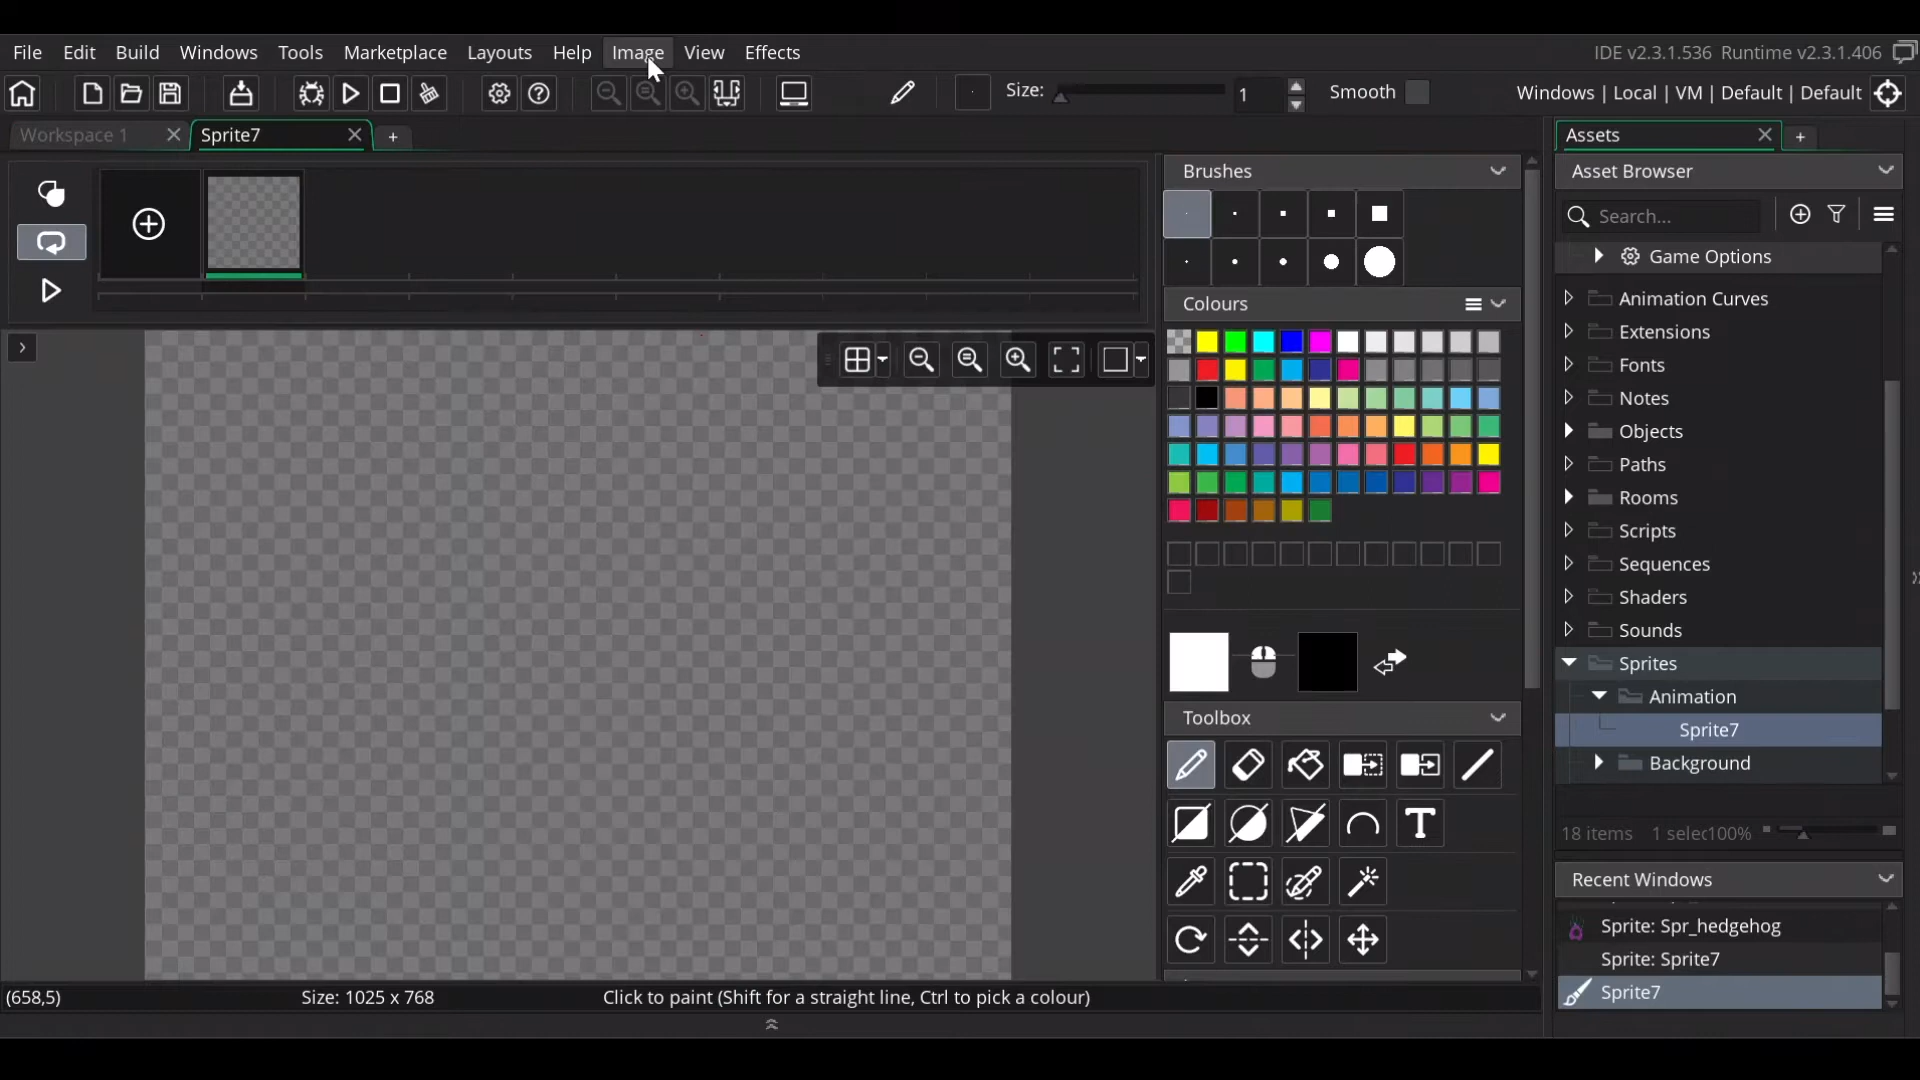 File Edit Build Windows Tools Marketplace Layouts Help Image View Effects
IDE v2.3.1.536 Runtime v2.3.1.406
Size: 1 Smooth
Windows | Local | VM | Default | Default
Workspace 1
Sprite7
Assets
Brushes
Asset Browser
Search...
Game Options
Colours
Animation Curves
Extensions
Fonts
Notes
Objects
Paths
Rooms
Scripts
Sequences
Shaders
Sounds
Sprites
Animation
Sprite7
Background
Toolbox
T
18 items 1 selec100%
Recent Windows
Sprite: Spr_hedgehog
Sprite: Sprite7
Sprite7
(658,5)
Size: 1025 x 768
Click to paint (Shift for a straight line, Ctrl to pick a colour)